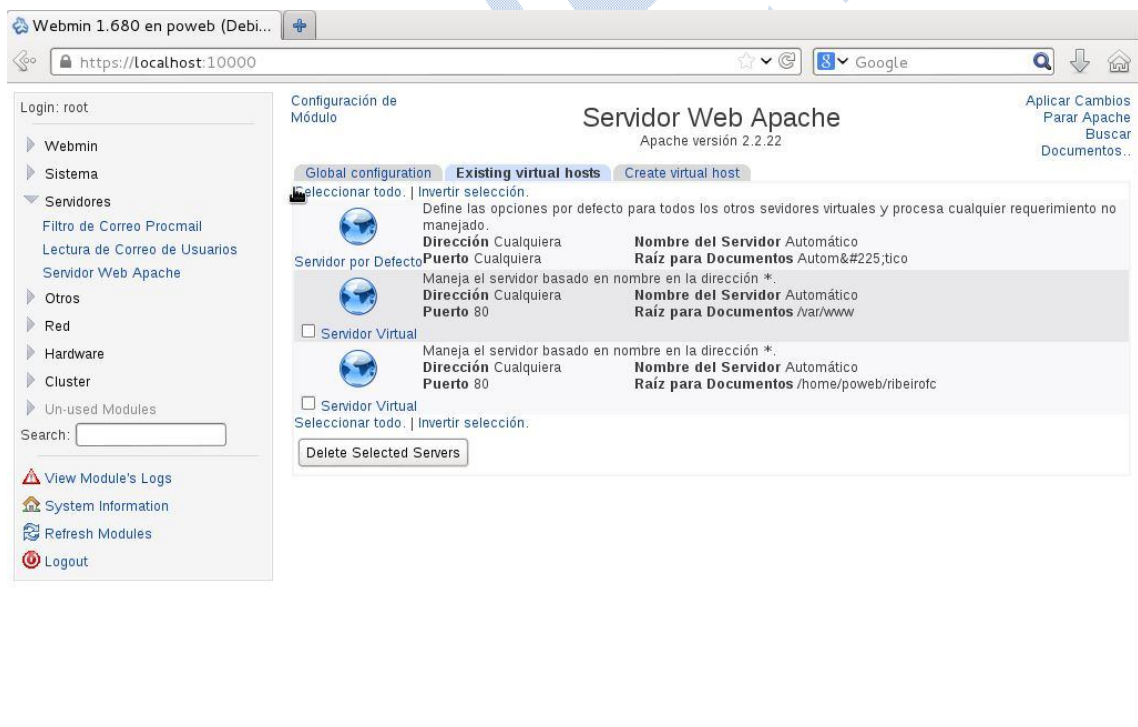 Webmin 1.680 en poweb (Debi...
https://localhost:10000
Google
Login: root
Webmin
Sistema
Servidores
Filtro de Correo Procmail
Lectura de Correo de Usuarios
Servidor Web Apache
Otros
Red
Hardware
Cluster
Un-used Modules
Search:
View Module's Logs
System Information
Refresh Modules
Logout
Configuración de
Módulo
Servidor Web Apache
Apache versión 2.2.22
Aplicar Cambios
Parar Apache
Buscar
Documentos..
Global configuration Existing virtual hosts Create virtual host
Seleccionar todo. | Invertir selección.
Define las opciones por defecto para todos los otros sevidores virtuales y procesa cualquier requerimiento no
manejado.
Dirección Cualquiera Nombre del Servidor Automático
Puerto Cualquiera Raíz para Documentos Autom&#225;tico
Servidor por Defecto
Maneja el servidor basado en nombre en la dirección *.
Dirección Cualquiera Nombre del Servidor Automático
Puerto 80 Raíz para Documentos /var/www
Servidor Virtual
Maneja el servidor basado en nombre en la dirección *.
Dirección Cualquiera Nombre del Servidor Automático
Puerto 80 Raíz para Documentos /home/poweb/ribeirofc
Servidor Virtual
Seleccionar todo. | Invertir selección.
Delete Selected Servers